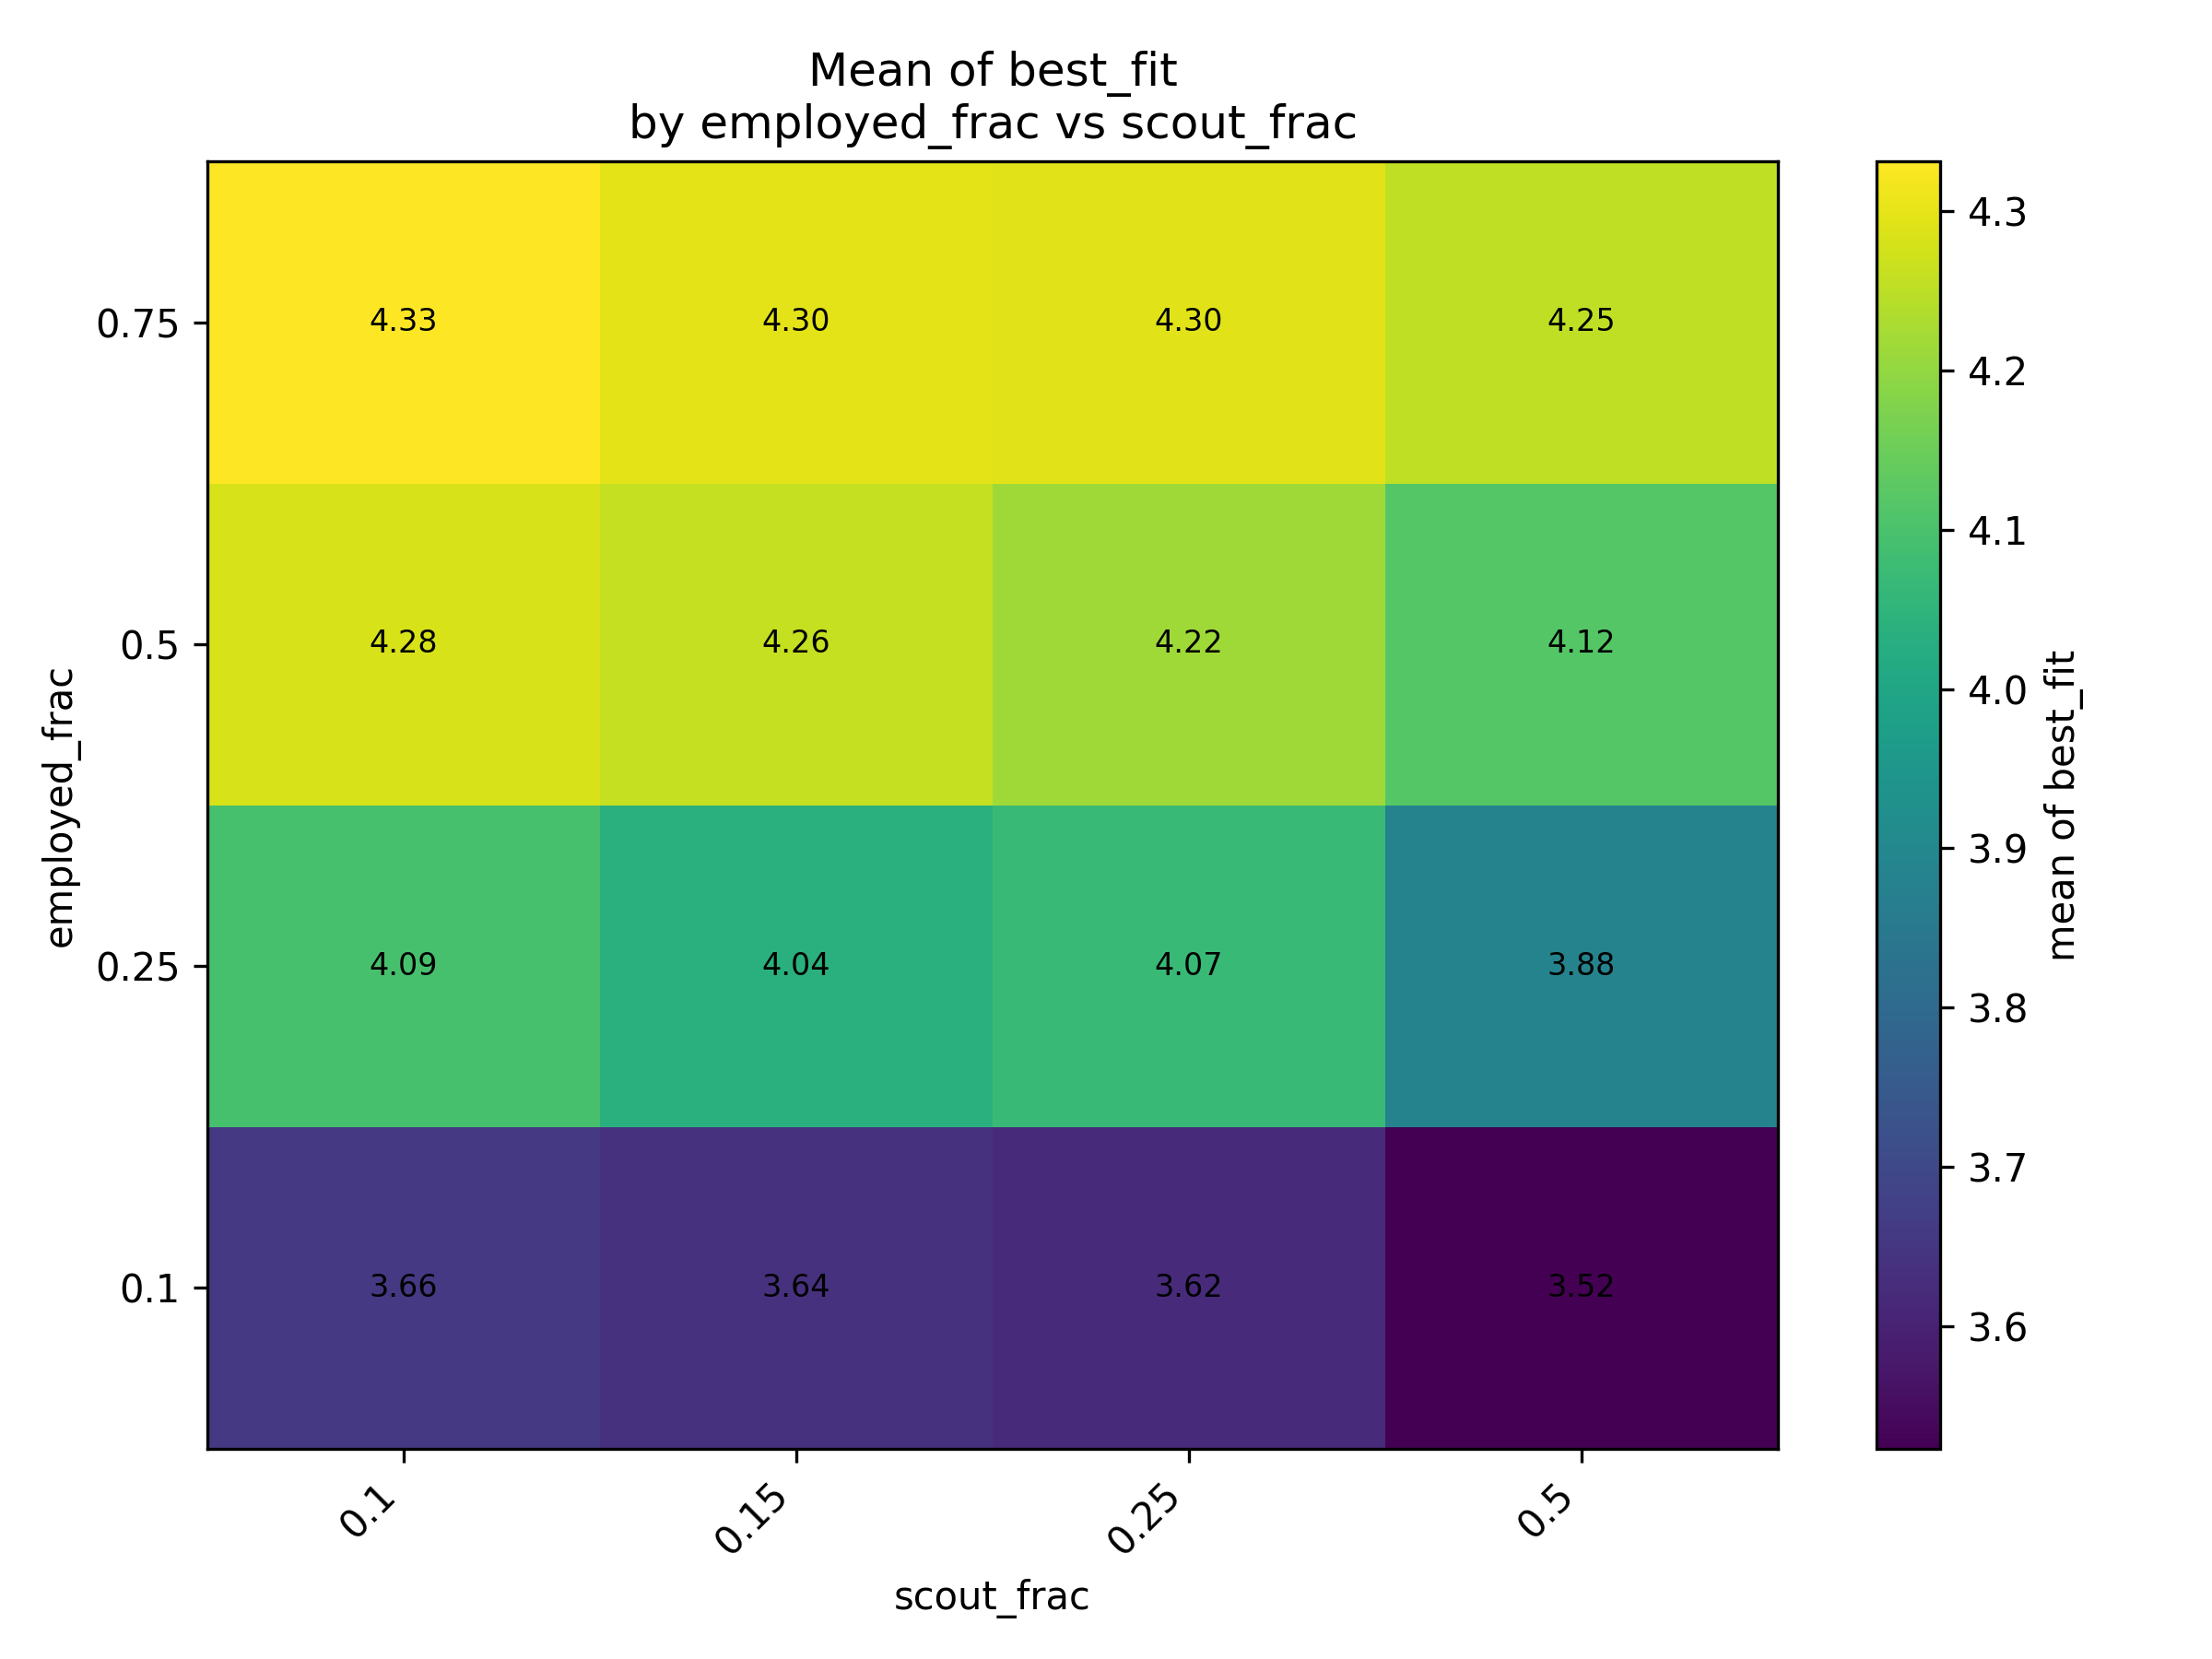 Mean of best_fit
by employed_frac vs scout_frac
employed_frac
0.75
4.33 4.30 4.30 4.25
0.5
4.28 4.26 4.22 4.12
0.25
4.09 4.04 4.07 3.88
0.1
3.66 3.64 3.62 3.52
0.1 0.15 0.25 0.5
scout_frac
4.3
4.2
4.1
4.0
3.9
3.8
3.7
3.6
mean of best_fit